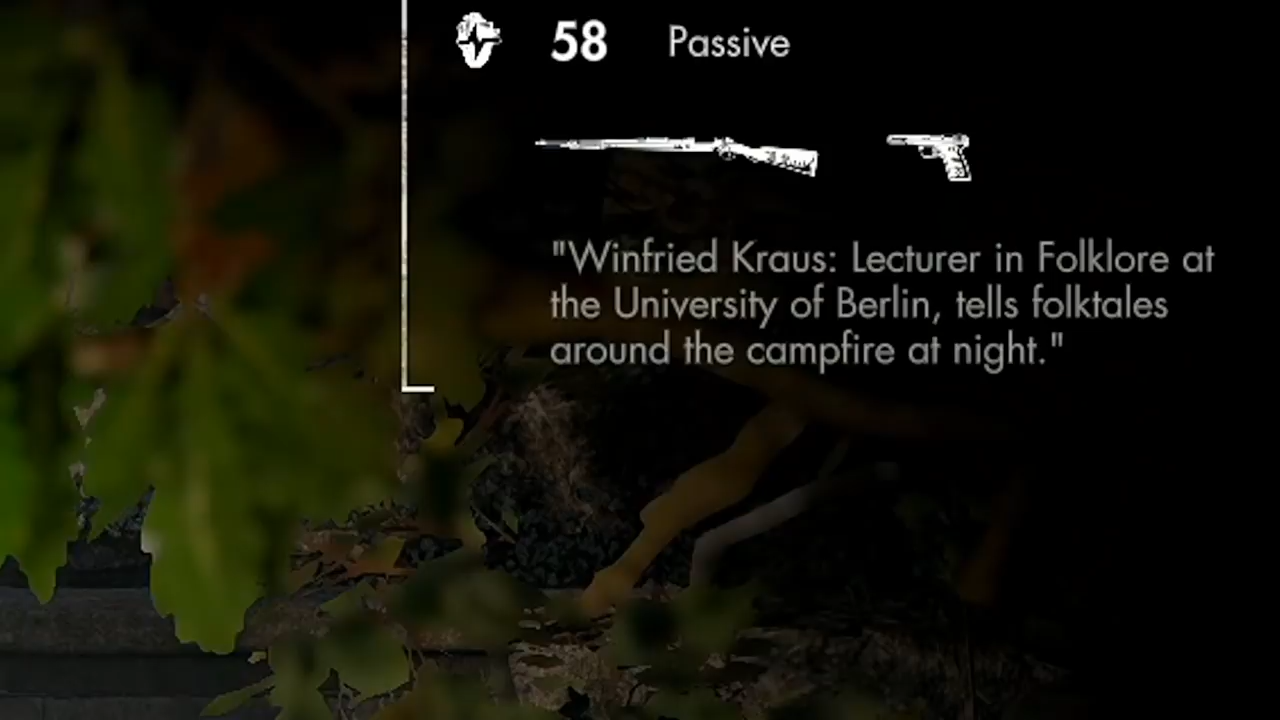 58 Passive
"Winfried Kraus: Lecturer in Folklore at
the University of Berlin, tells folktales
around the campfire at night."